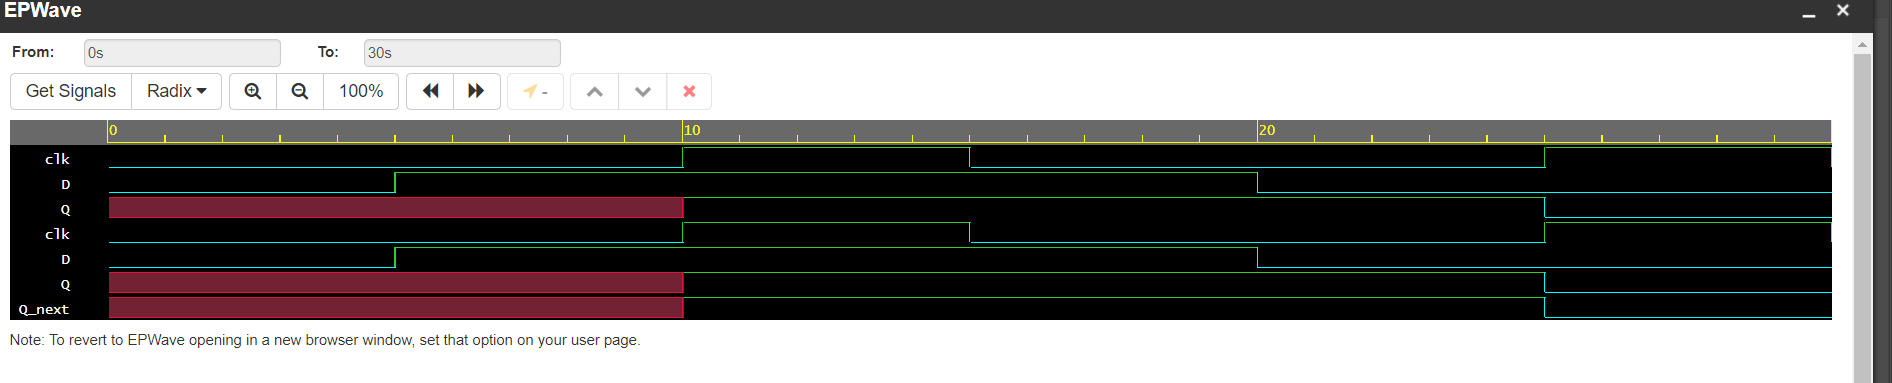 EPWave
From: 0s To: 30s
Get Signals Radix 100% -
0 10 20
clk
D
Q
clk
D
Q
Q_next
Note: To revert to EPWave opening in a new browser window, set that option on your user page.